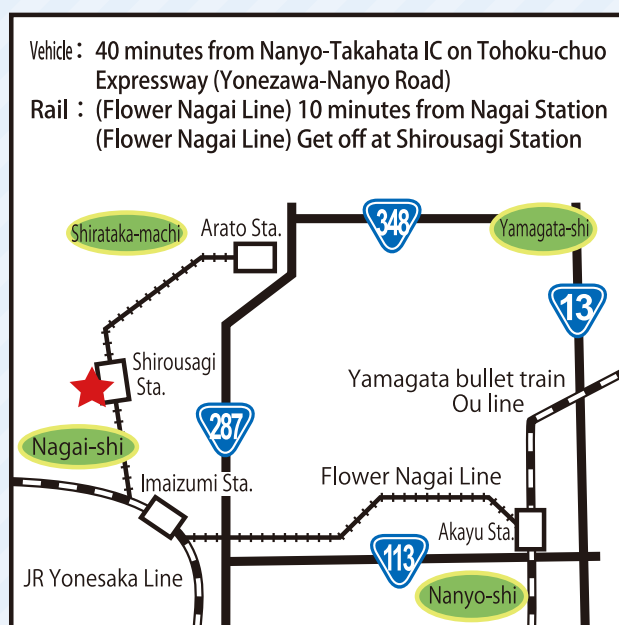 Vehicle : 40 minutes from Nanyo-Takahata IC on Tohoku-chuo
Expressway (Yonezawa-Nanyo Road)
Rail : (Flower Nagai Line) 10 minutes from Nagai Station
(Flower Nagai Line) Get off at Shirousagi Station
Shirataka-machi
Arato Sta.
348
Yamagata-shi
13
Shirousagi
Sta.
Yamagata bullet train
Ou line
287
Nagai-shi
Imaizumi Sta.
Flower Nagai Line
Akayu Sta.
113
JR Yonesaka Line
Nanyo-shi